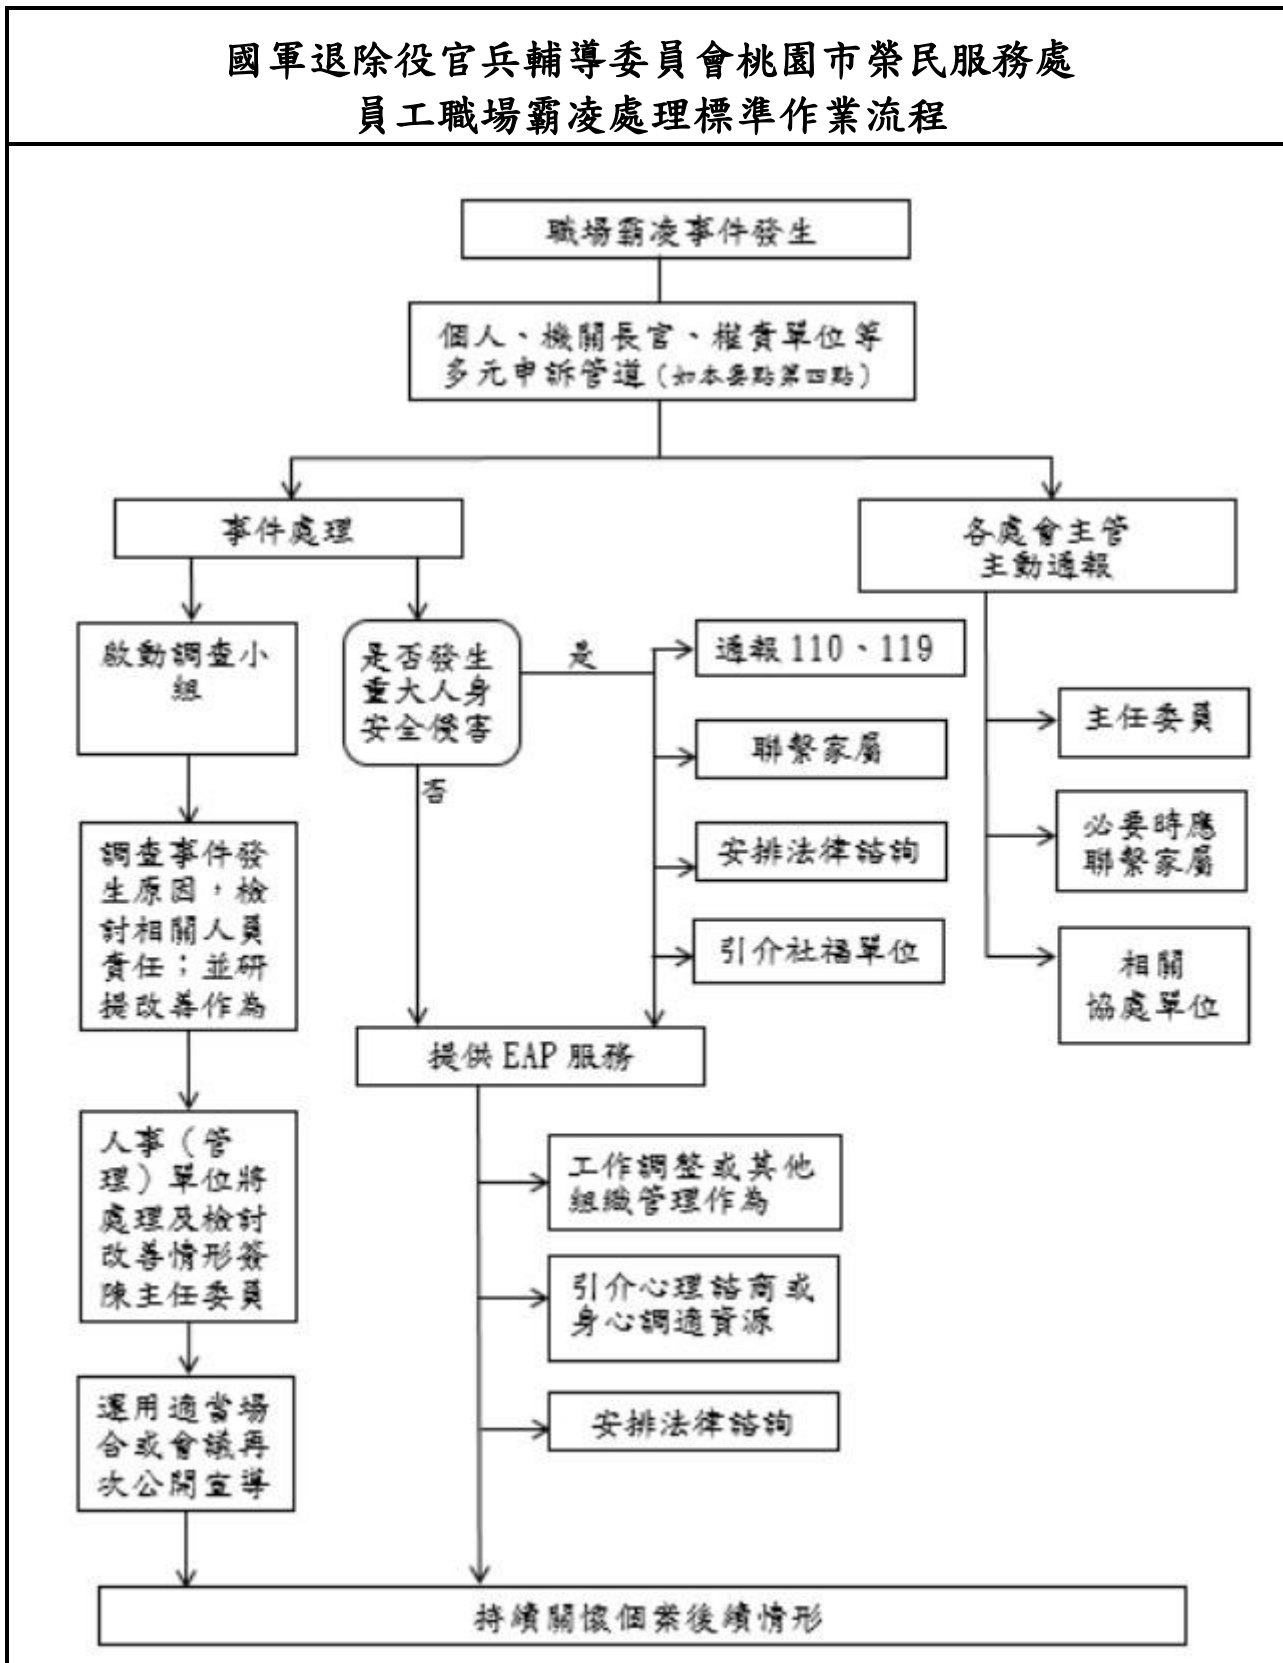 國軍退除役官兵輔導委員會桃園市榮民服務處
員工職場霸凌處理標準作業流程
職場霸凌事件發生
個人、機關長官、權責單位等
多元申訴管道(如本要點第四點)
事件處理
各處會主管
主動通報
啟動調查小
組
是否發生
重大人身
安全侵害
是
否
通報 110、119
聯繫家屬
安排法律諮詢
引介社福單位
主任委員
必要時應
聯繫家屬
相關
協處單位
調查事件發
生原因,檢
討相關人員
責任;並研
提改善作為
提供 EAP 服務
人事(管
理)單位將
處理及檢討
改善情形簽
陳主任委員
工作調整或其他
組織管理作為
引介心理諮商或
身心調適資源
安排法律諮詢
運用適當場
合或會議再
次公開宣導
持續關懷個案後續情形